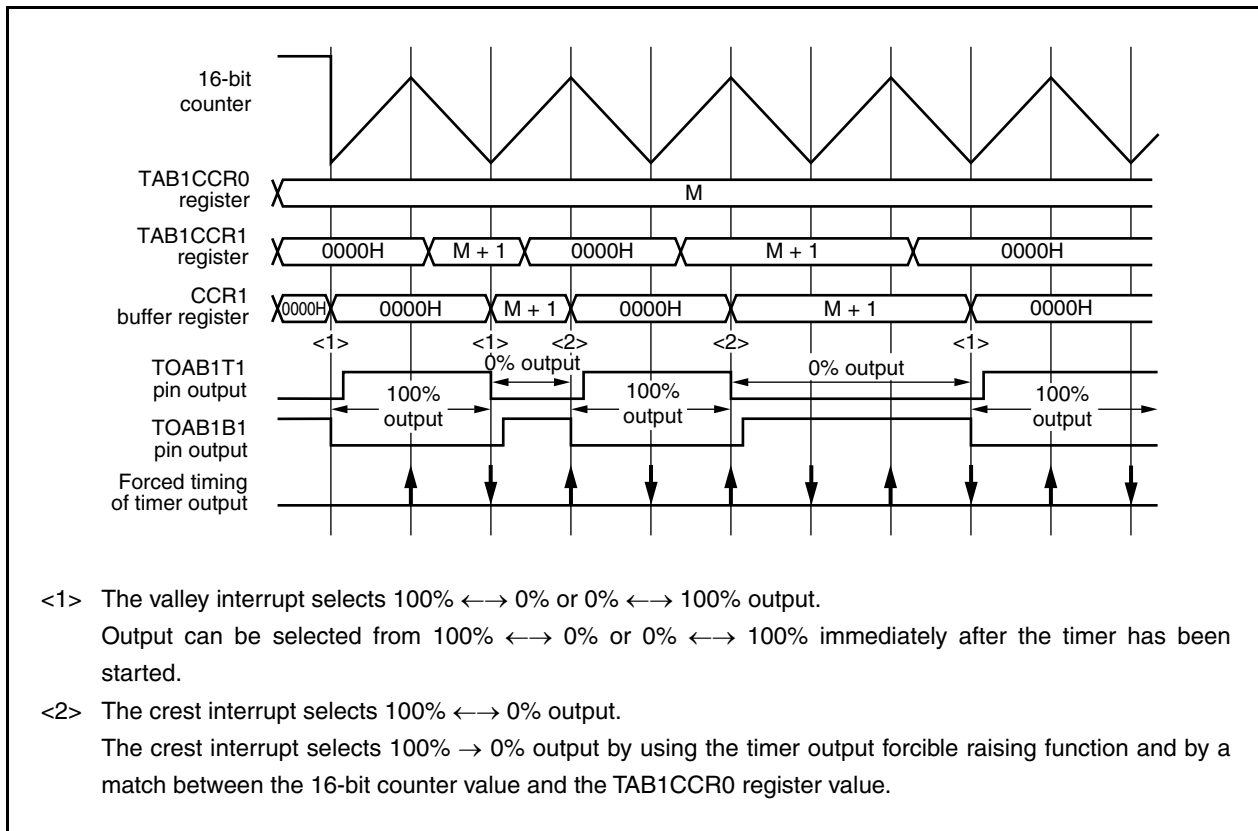 16-bit
counter
TAB1CCR0
register
M
TAB1CCR1
register
0000H
M + 1
0000H
M + 1
0000H
CCR1
buffer register
0000H
0000H
M + 1
0000H
M + 1
0000H
<1>
<1>
<2>
<2>
<1>
TOAB1T1
pin output
0% output
0% output
100%
output
100%
output
100%
output
TOAB1B1
pin output
Forced timing
of timer output
<1> The valley interrupt selects 100% ←→ 0% or 0% ←→ 100% output.
Output can be selected from 100% ←→ 0% or 0% ←→ 100% immediately after the timer has been
started.
<2> The crest interrupt selects 100% ←→ 0% output.
The crest interrupt selects 100% → 0% output by using the timer output forcible raising function and by a
match between the 16-bit counter value and the TAB1CCR0 register value.